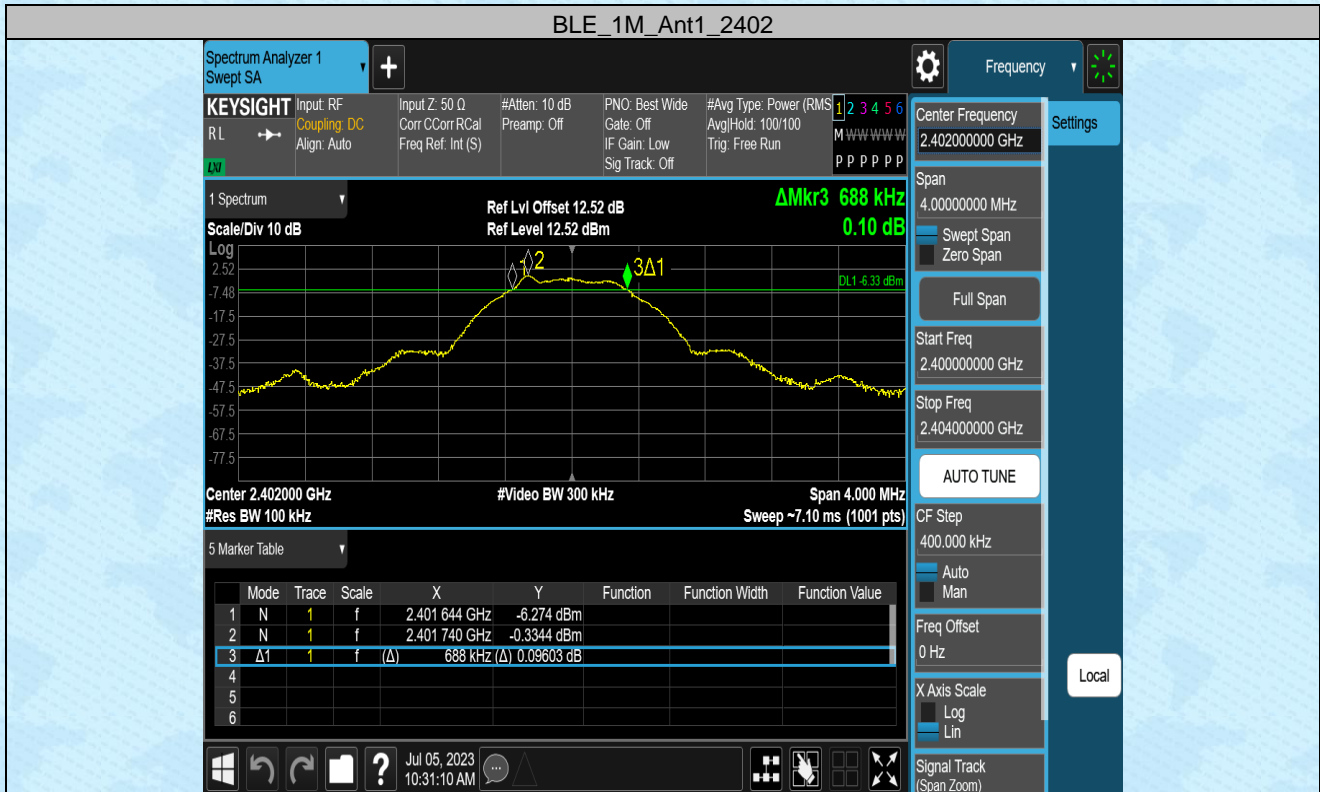 BLE_1M_Ant1_2402
Spectrum Analyzer 1
Swept SA
+
Frequency
KEYSIGHT
RL
LXI
Input: RF
Coupling: DC
Align: Auto
Input Z: 50 Ω
Corr CCorr RCal
Freq Ref: Int (S)
#Atten: 10 dB
Preamp: Off
PNO: Best Wide
Gate: Off
IF Gain: Low
Sig Track: Off
#Avg Type: Power (RMS
Avg|Hold: 100/100
Trig: Free Run
1 2 3 4 5 6
M W W W W W
P P P P P P
1 Spectrum
Scale/Div 10 dB
Ref Lvl Offset 12.52 dB
Ref Level 12.52 dBm
ΔMkr3 688 kHz
0.10 dB
Log
2.52
-7.48
-17.5
-27.5
-37.5
-47.5
-57.5
-67.5
-77.5
1
2
3Δ1
DL1 -6.33 dBm
Center 2.402000 GHz
#Video BW 300 kHz
Span 4.000 MHz
#Res BW 100 kHz
Sweep ~7.10 ms (1001 pts)
5 Marker Table
Mode Trace Scale X Y Function Function Width Function Value
1 N 1 f 2.401 644 GHz -6.274 dBm
2 N 1 f 2.401 740 GHz -0.3344 dBm
3 Δ1 1 f (Δ) 688 kHz (Δ) 0.09603 dB
4
5
6
?
Jul 05, 2023
10:31:10 AM
Center Frequency
2.402000000 GHz
Settings
Span
4.00000000 MHz
Swept Span
Zero Span
Full Span
Start Freq
2.400000000 GHz
Stop Freq
2.404000000 GHz
AUTO TUNE
CF Step
400.000 kHz
Auto
Man
Freq Offset
0 Hz
X Axis Scale
Log
Lin
Local
Signal Track
(Span Zoom)